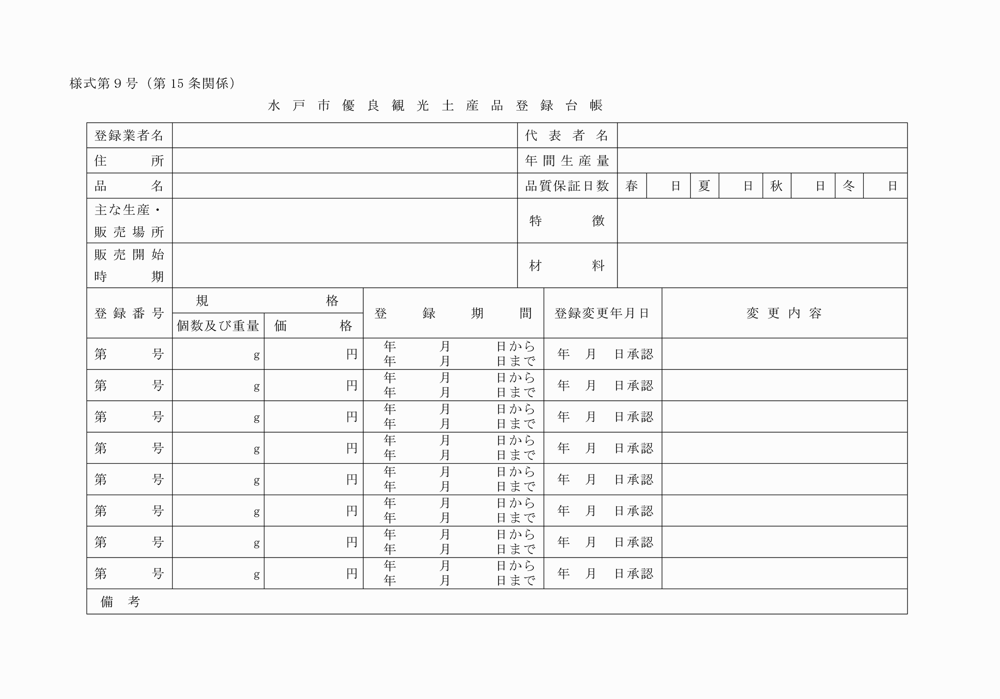 様式第９号（第 15 条関係）
水戸市優良観光土産品登録台帳
登録業者名　代表者名
住所　年間生産量
品名　品質保証日数　春　日　夏　日　秋　日　冬　日
主な生産・
販売場所　特徴
販売開始
時期　材料
登録番号　規格　登録期間　登録変更年月日　変更内容
個数及び重量　価格
第　号　g　円　年　月　日から　年　月　日承認
年　月　日まで
第　号　g　円　年　月　日から　年　月　日承認
年　月　日まで
第　号　g　円　年　月　日から　年　月　日承認
年　月　日まで
第　号　g　円　年　月　日から　年　月　日承認
年　月　日まで
第　号　g　円　年　月　日から　年　月　日承認
年　月　日まで
第　号　g　円　年　月　日から　年　月　日承認
年　月　日まで
第　号　g　円　年　月　日から　年　月　日承認
年　月　日まで
第　号　g　円　年　月　日から　年　月　日承認
年　月　日まで
備　考